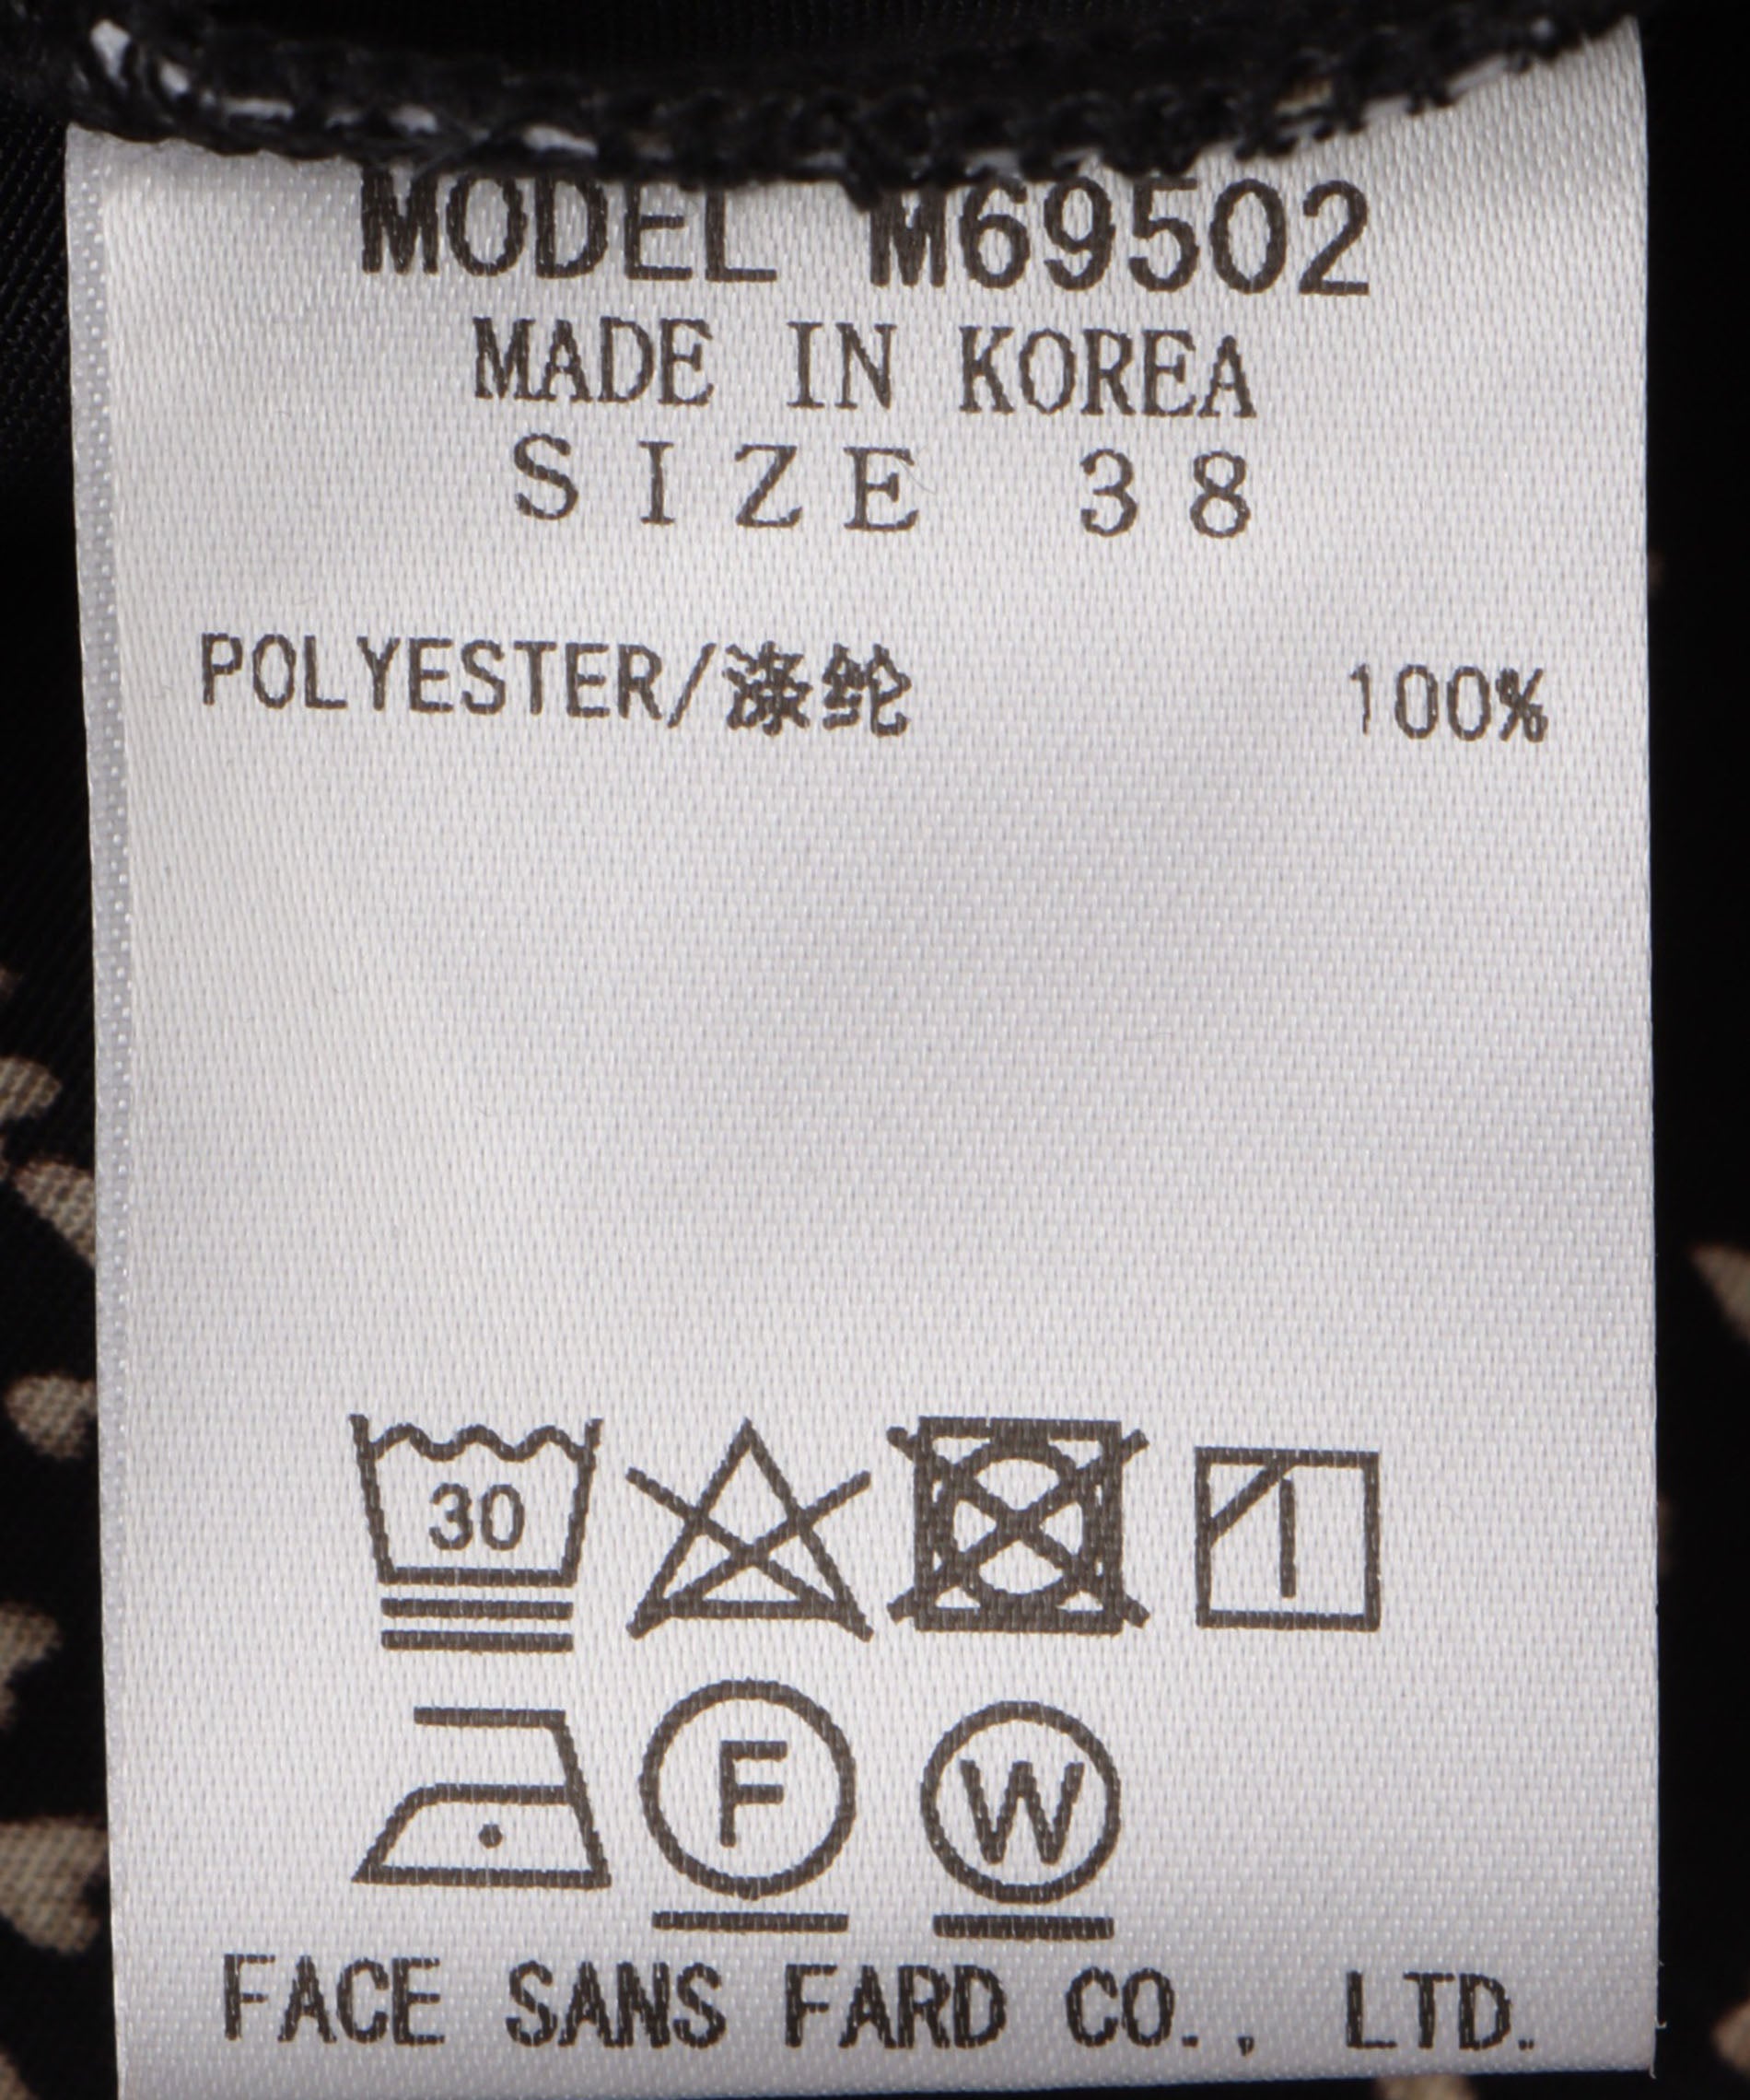 MODEL M69502
MADE IN KOREA
SIZE 38
POLYESTER/涤纶 100%
30
F W
FACE SANS FARD CO., LTD.